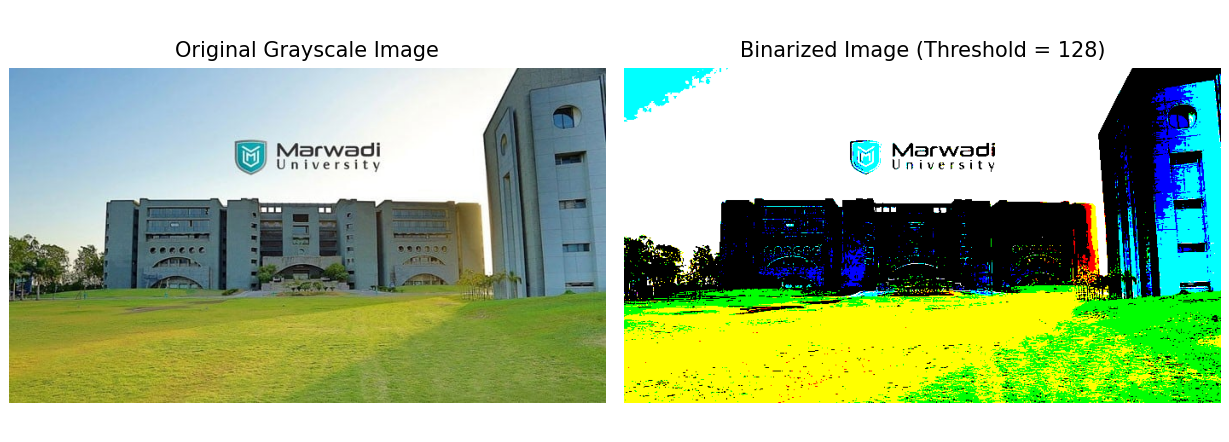 Original Grayscale Image
Binarized Image (Threshold = 128)
Marwadi
University
Marwadi
University